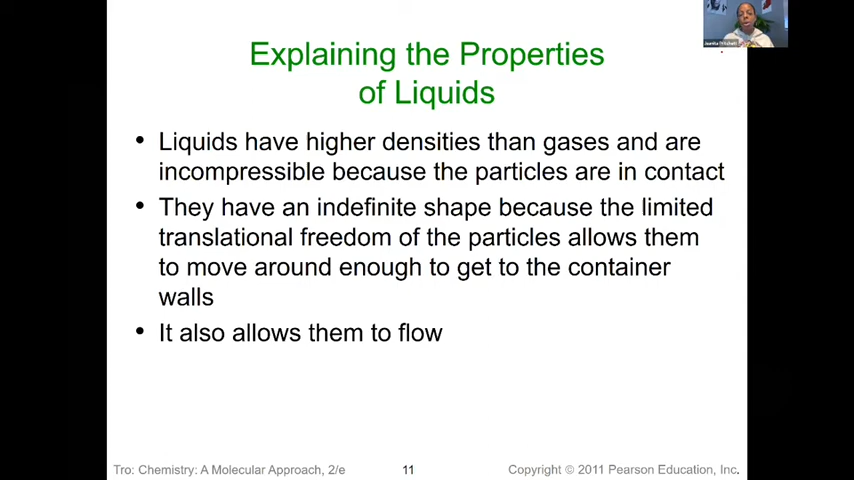 Explaining the Properties
of Liquids
• Liquids have higher densities than gases and are
incompressible because the particles are in contact
• They have an indefinite shape because the limited
translational freedom of the particles allows them
to move around enough to get to the container
walls
• It also allows them to flow
Tro: Chemistry: A Molecular Approach, 2/e
11
Copyright © 2011 Pearson Education, Inc.